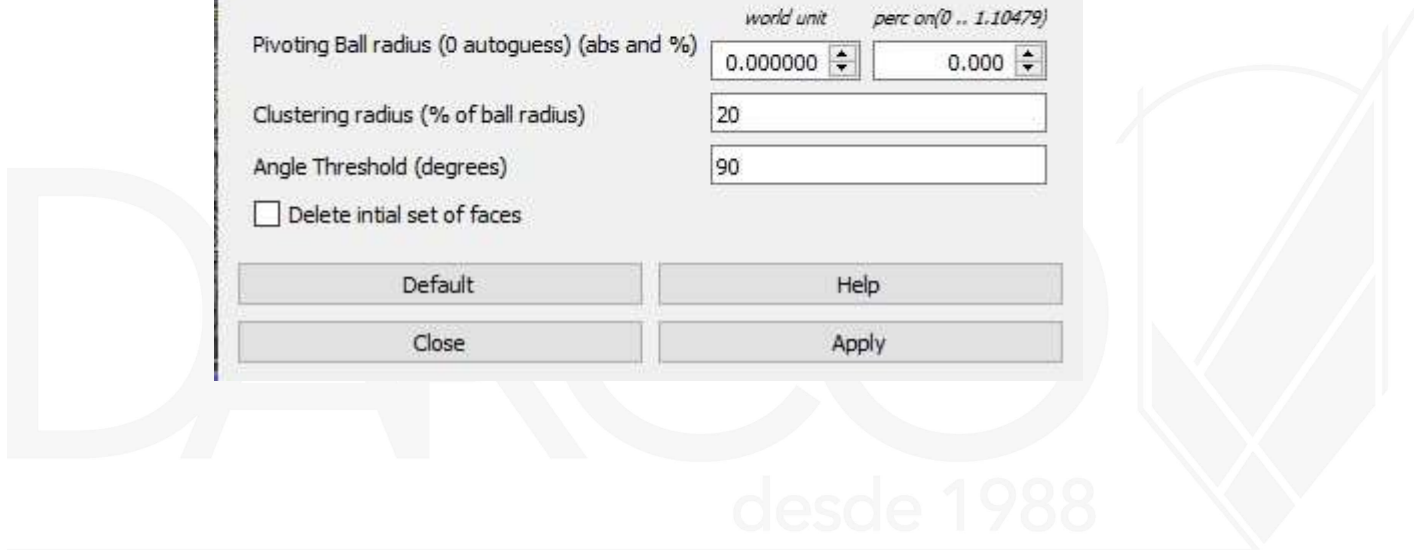 world unit perc on(0 .. 1.10479)
Pivoting Ball radius (0 autoguess) (abs and %) 0.000000 0.000
Clustering radius (% of ball radius) 20
Angle Threshold (degrees) 90
Delete intial set of faces
Default Help
Close Apply
DARCO
desde 1988